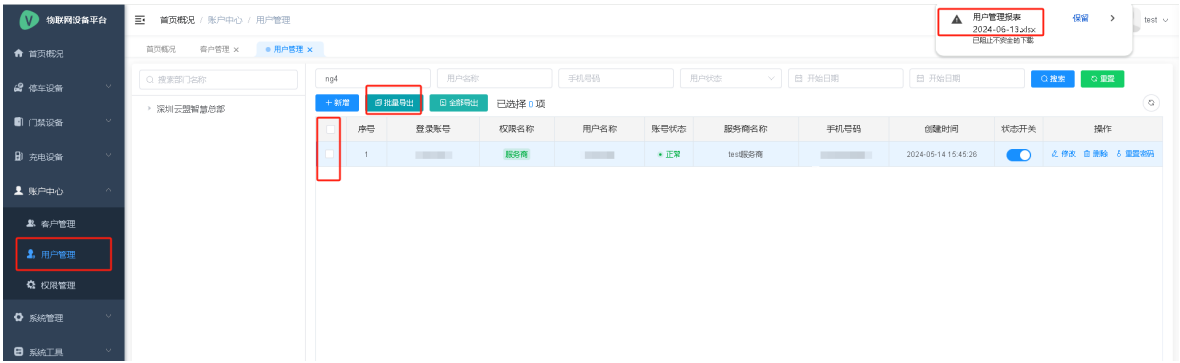 物联网设备平台
首页概况 / 账户中心 / 用户管理
用户管理报表
2024-06-13.xlsx
已阻止不安全的下载
保留
test
首页概况
客户管理 ×
用户管理 ×
首页概况
停车设备
门禁设备
充电设备
账户中心
客户管理
用户管理
权限管理
系统管理
系统工具
搜索部门名称
深圳云盟智慧总部
ng4 用户名称 手机号码 用户状态 开始日期 开始日期 搜索 重置
+ 新增 批量导出 全部导出 已选择 0 项
序号 登录账号 权限名称 用户名称 账号状态 服务商名称 手机号码 创建时间 状态开关 操作
1 服务商 正常 test服务商 2024-05-14 15:45:26 修改 删除 重置密码